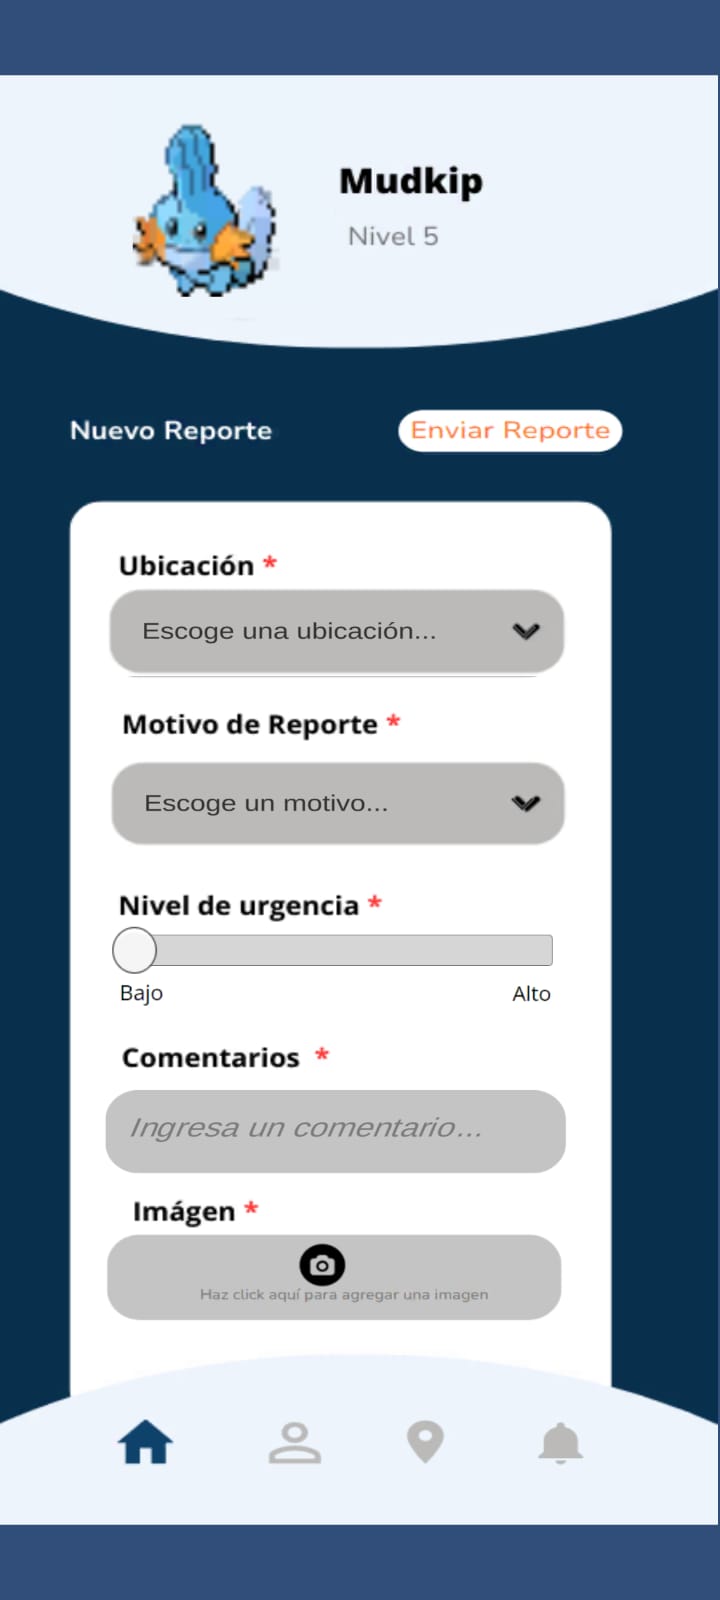 Mudkip
Nivel 5
Nuevo Reporte
Enviar Reporte
Ubicación *
Escoge una ubicación...
Motivo de Reporte *
Escoge un motivo...
Nivel de urgencia *
Bajo
Alto
Comentarios *
Ingresa un comentario...
Imágen *
Haz click aquí para agregar una imagen